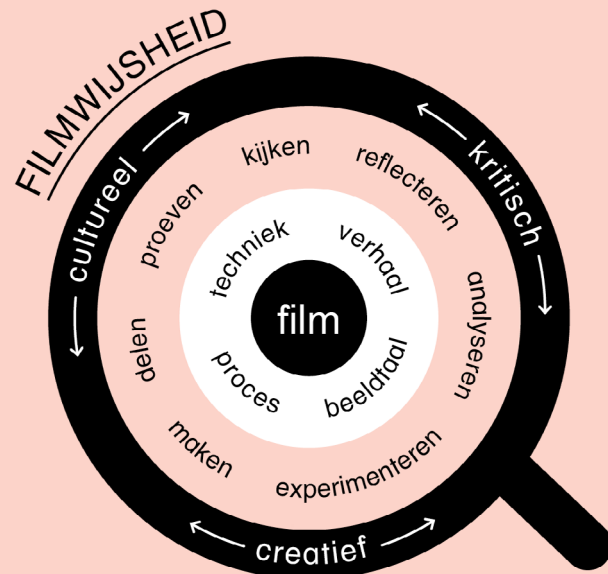 FILMWIJSHEID
cultureel
kritisch
creatief
kijken
reflecteren
analyseren
experimenteren
maken
delen
proeven
techniek
verhaal
beeldtaal
proces
film